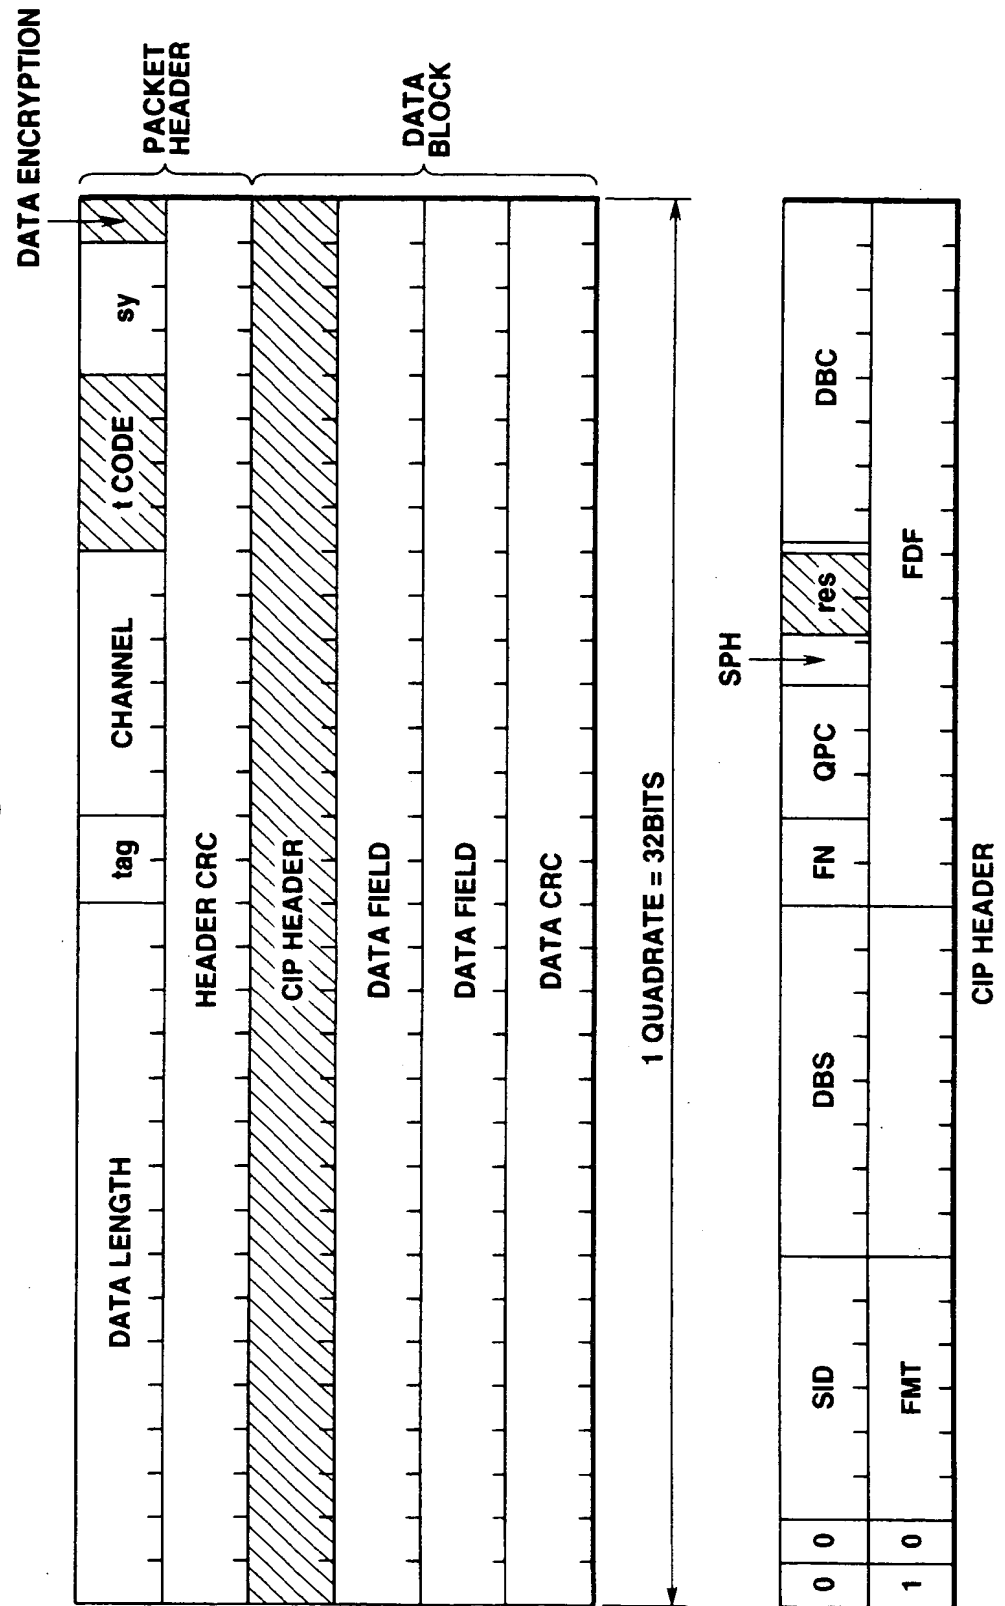 DATA ENCRYPTION
DATA LENGTH
tag
CHANNEL
t CODE
sy
PACKET
HEADER
HEADER CRC
CIP HEADER
DATA FIELD
DATA FIELD
DATA CRC
DATA
BLOCK
1 QUADRATE = 32BITS
SPH
0
0
SID
DBS
FN
QPC
res
DBC
1
0
FMT
FDF
CIP HEADER